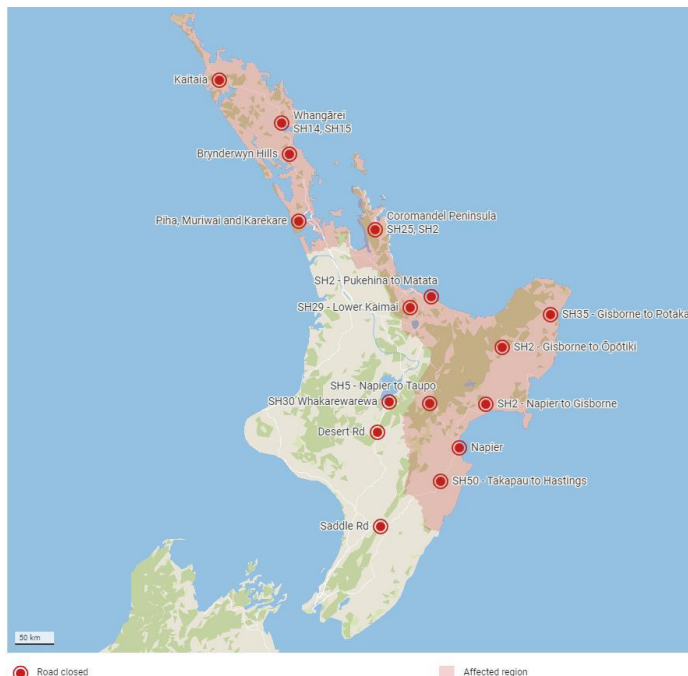 Kaitaia
Whangārei
SH14, SH15
Brynderwyn Hills
Piha, Muriwai and Karekare
Coromandel Peninsula
SH25, SH2
SH2 - Pukehina to Matata
SH29 - Lower Kaimai
SH35 - Gisborne to Potaka
SH2 - Gisborne to Ōpōtiki
SH5 - Napier to Taupo
SH30 Whakarewarewa
SH2 - Napier to Gisborne
Desert Rd
Napier
SH50 - Takapau to Hastings
Saddle Rd
50 km
Road closed
Affected region